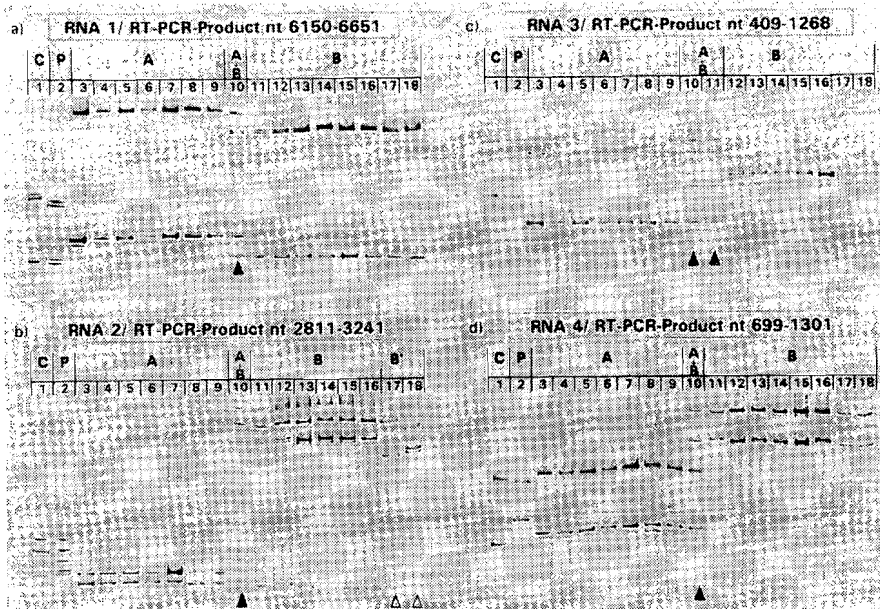 a) RNA 1/ RT-PCR-Product nt 6150-6651
C P A A B B
1 2 3 4 5 6 7 8 9 10 11 12 13 14 15 16 17 18
c) RNA 3/ RT-PCR-Product nt 409-1268
C P A A B B
1 2 3 4 5 6 7 8 9 10 11 12 13 14 15 16 17 18
b) RNA 2/ RT-PCR-Product nt 2811-3241
C P A A B B B'
1 2 3 4 5 6 7 8 9 10 11 12 13 14 15 16 17 18
d) RNA 4/ RT-PCR-Product nt 699-1301
C P A A B B
1 2 3 4 5 6 7 8 9 10 11 12 13 14 15 16 17 18